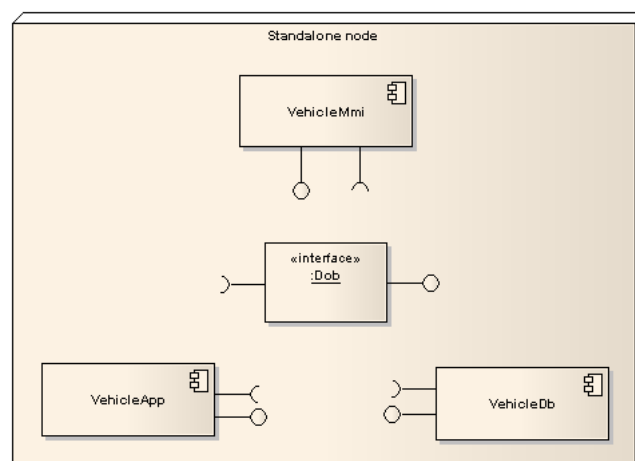 Standalone node
VehicleMmi
«interface»
:Dob
VehicleApp
VehicleDb